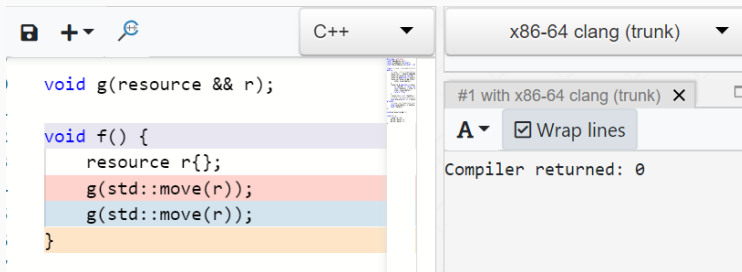 C++
x86-64 clang (trunk)
void g(resource && r);
void f() {
    resource r{};
    g(std::move(r));
    g(std::move(r));
}
#1 with x86-64 clang (trunk)
A
Wrap lines
Compiler returned: 0